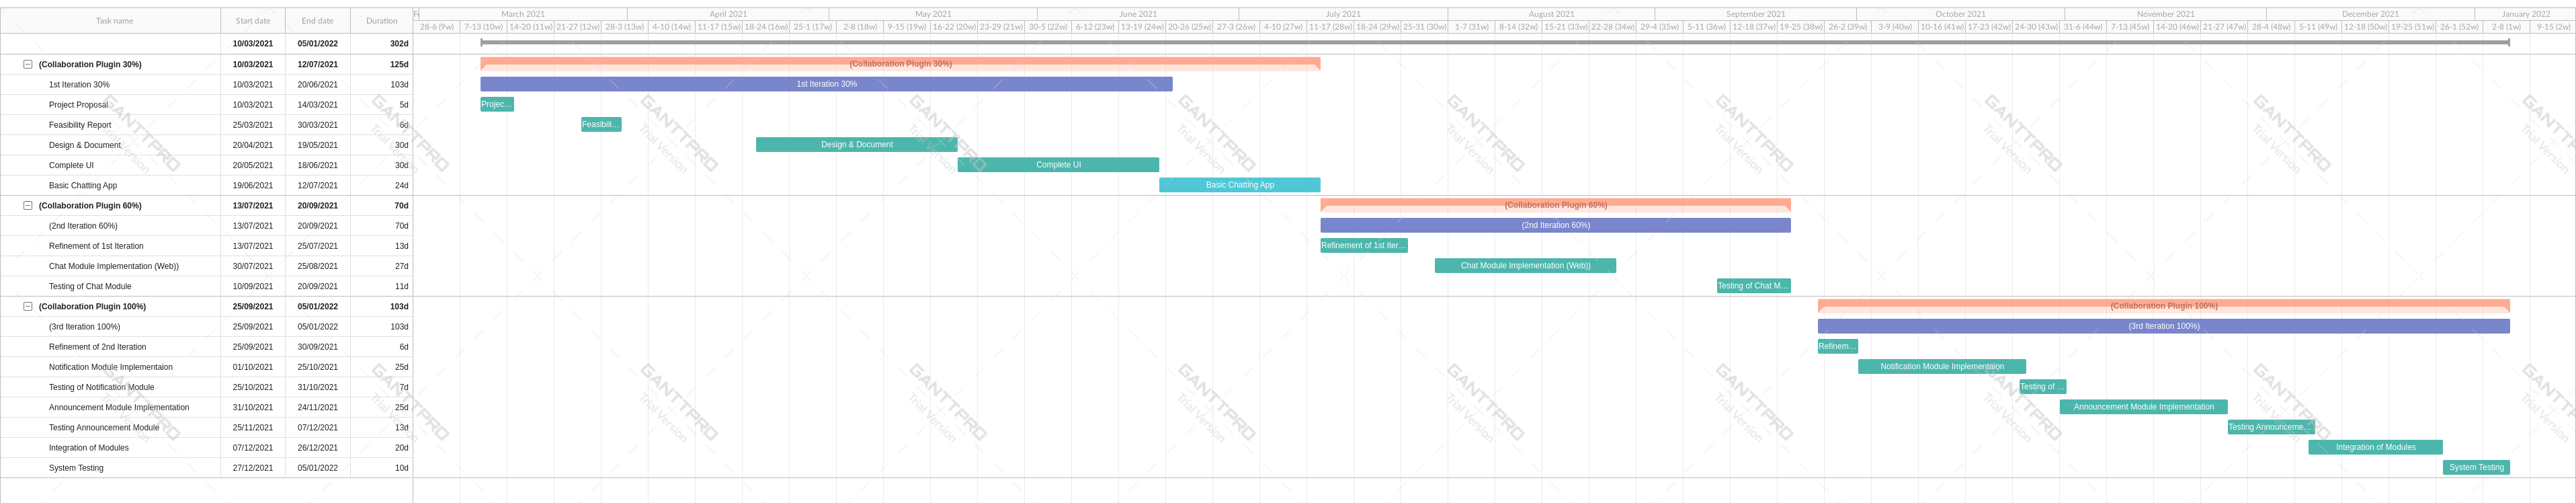 Task name Start date End date Duration
March 2021 April 2021 May 2021 June 2021 July 2021 August 2021 September 2021 October 2021 November 2021 December 2021 January 2022
28-6 (9w) 7-13 (10w) 14-20 (11w) 21-27 (12w) 28-3 (13w) 4-10 (14w) 11-17 (15w) 18-24 (16w) 25-1 (17w) 2-8 (18w) 9-15 (19w) 16-22 (20w) 23-29 (21w) 30-5 (22w) 6-12 (23w) 13-19 (24w) 20-26 (25w) 27-3 (26w) 4-10 (27w) 11-17 (28w) 18-24 (29w) 25-31 (30w) 1-7 (31w) 8-14 (32w) 15-21 (33w) 22-28 (34w) 29-4 (35w) 5-11 (36w) 12-18 (37w) 19-25 (38w) 26-2 (39w) 3-9 (40w) 10-16 (41w) 17-23 (42w) 24-30 (43w) 31-6 (44w) 7-13 (45w) 14-20 (46w) 21-27 (47w) 28-4 (48w) 5-11 (49w) 12-18 (50w) 19-25 (51w) 26-1 (52w) 2-8 (1w) 9-15 (2w)
10/03/2021 05/01/2022 302d
(Collaboration Plugin 30%) 10/03/2021 12/07/2021 125d (Collaboration Plugin 30%)
1st Iteration 30% 10/03/2021 20/06/2021 103d 1st Iteration 30%
Project Proposal 10/03/2021 14/03/2021 5d Projec...
Feasibility Report 25/03/2021 30/03/2021 6d Feasibili...
Design & Document 20/04/2021 19/05/2021 30d Design & Document
Complete UI 20/05/2021 18/06/2021 30d Complete UI
Basic Chatting App 19/06/2021 12/07/2021 24d Basic Chatting App
(Collaboration Plugin 60%) 13/07/2021 20/09/2021 70d (Collaboration Plugin 60%)
(2nd Iteration 60%) 13/07/2021 20/09/2021 70d (2nd Iteration 60%)
Refinement of 1st Iteration 13/07/2021 25/07/2021 13d Refinement of 1st Iter...
Chat Module Implementation (Web)) 30/07/2021 25/08/2021 27d Chat Module Implementation (Web))
Testing of Chat Module 10/09/2021 20/09/2021 11d Testing of Chat M...
(Collaboration Plugin 100%) 25/09/2021 05/01/2022 103d (Collaboration Plugin 100%)
(3rd Iteration 100%) 25/09/2021 05/01/2022 103d (3rd Iteration 100%)
Refinement of 2nd Iteration 25/09/2021 30/09/2021 6d Refinem...
Notification Module Implementaion 01/10/2021 25/10/2021 25d Notification Module Implementaion
Testing of Notification Module 25/10/2021 31/10/2021 7d Testing of ...
Announcement Module Implementation 31/10/2021 24/11/2021 25d Announcement Module Implementation
Testing Announcement Module 25/11/2021 07/12/2021 13d Testing Announceme...
Integration of Modules 07/12/2021 26/12/2021 20d Integration of Modules
System Testing 27/12/2021 05/01/2022 10d System Testing
GANTTPRO
Trial Version